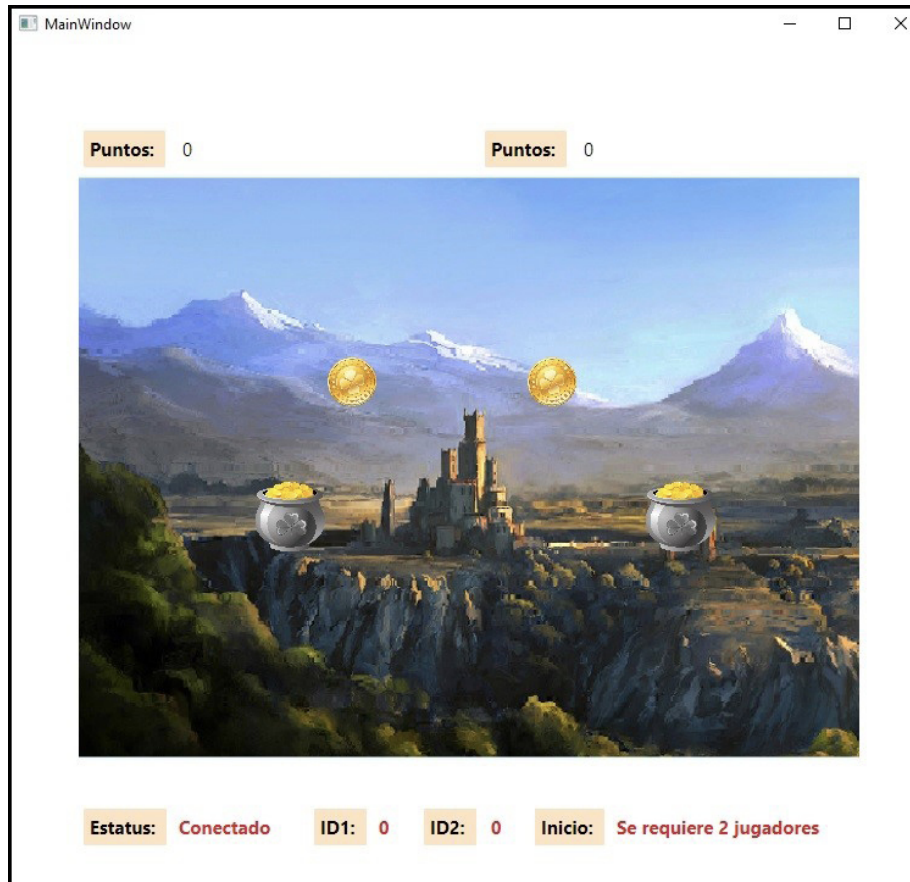 MainWindow
Puntos: 0 Puntos: 0
Estatus: Conectado ID1: 0 ID2: 0 Inicio: Se requiere 2 jugadores